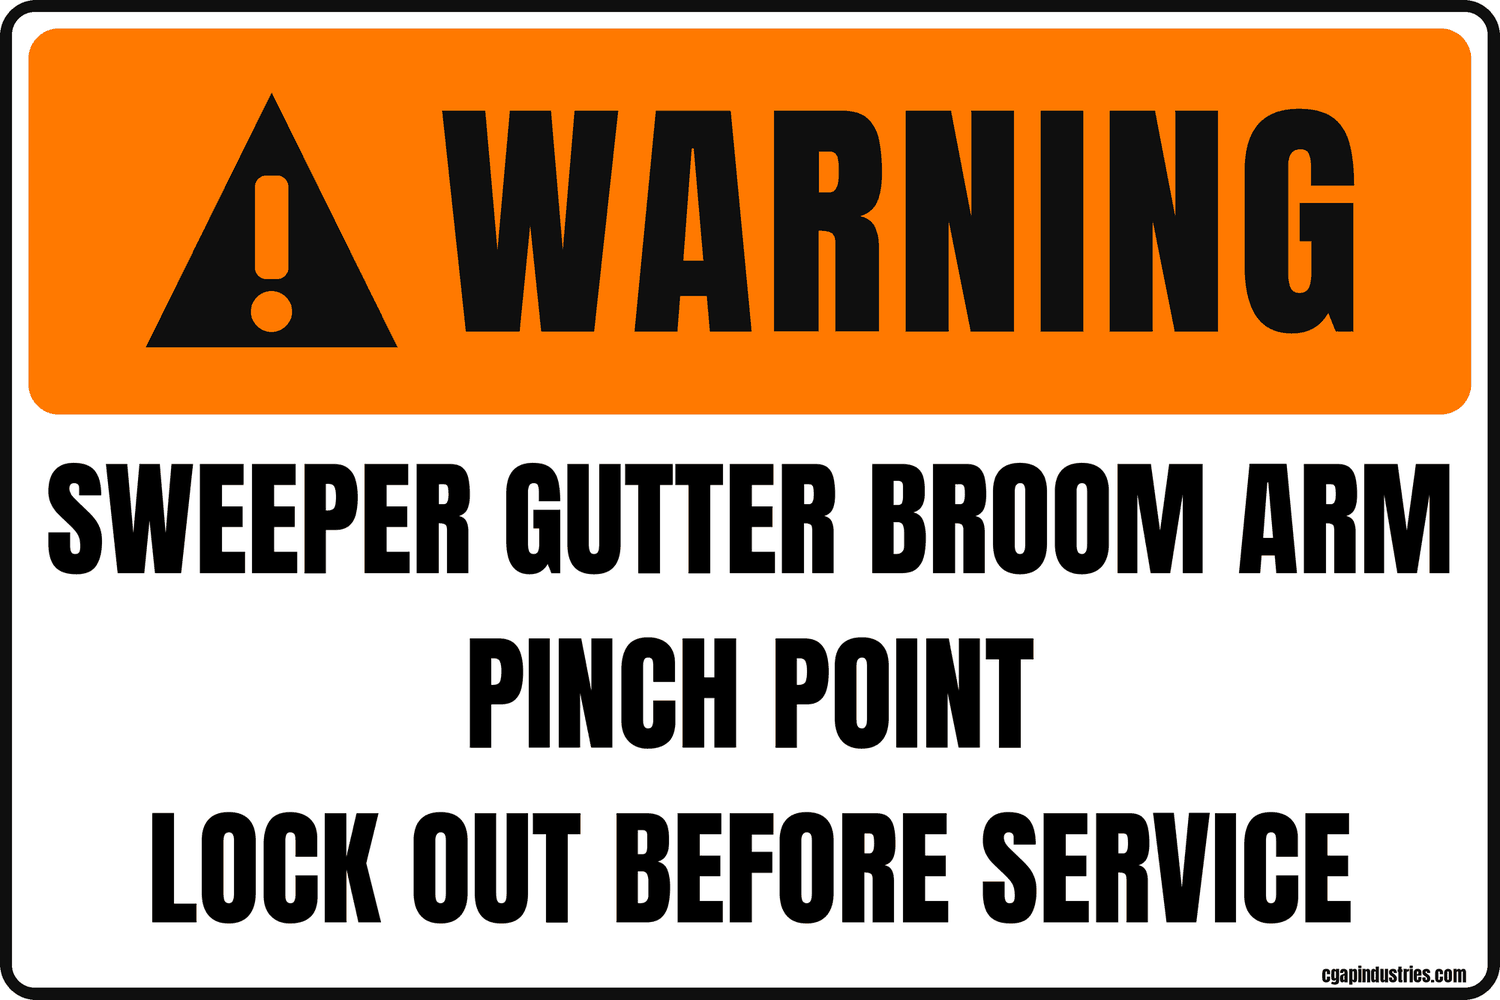 WARNING
SWEEPER GUTTER BROOM ARM
PINCH POINT
LOCK OUT BEFORE SERVICE
cgapindustries.com